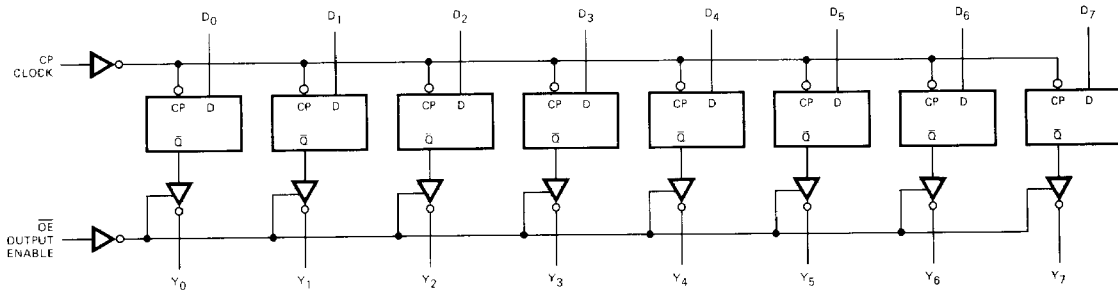 D0 D1 D2 D3 D4 D5 D6 D7
CP
CLOCK
CP D CP D CP D CP D CP D CP D CP D CP D
Q̅ Q̅ Q̅ Q̅ Q̅ Q̅ Q̅ Q̅
O̅E̅
OUTPUT
ENABLE
Y0 Y1 Y2 Y3 Y4 Y5 Y6 Y7